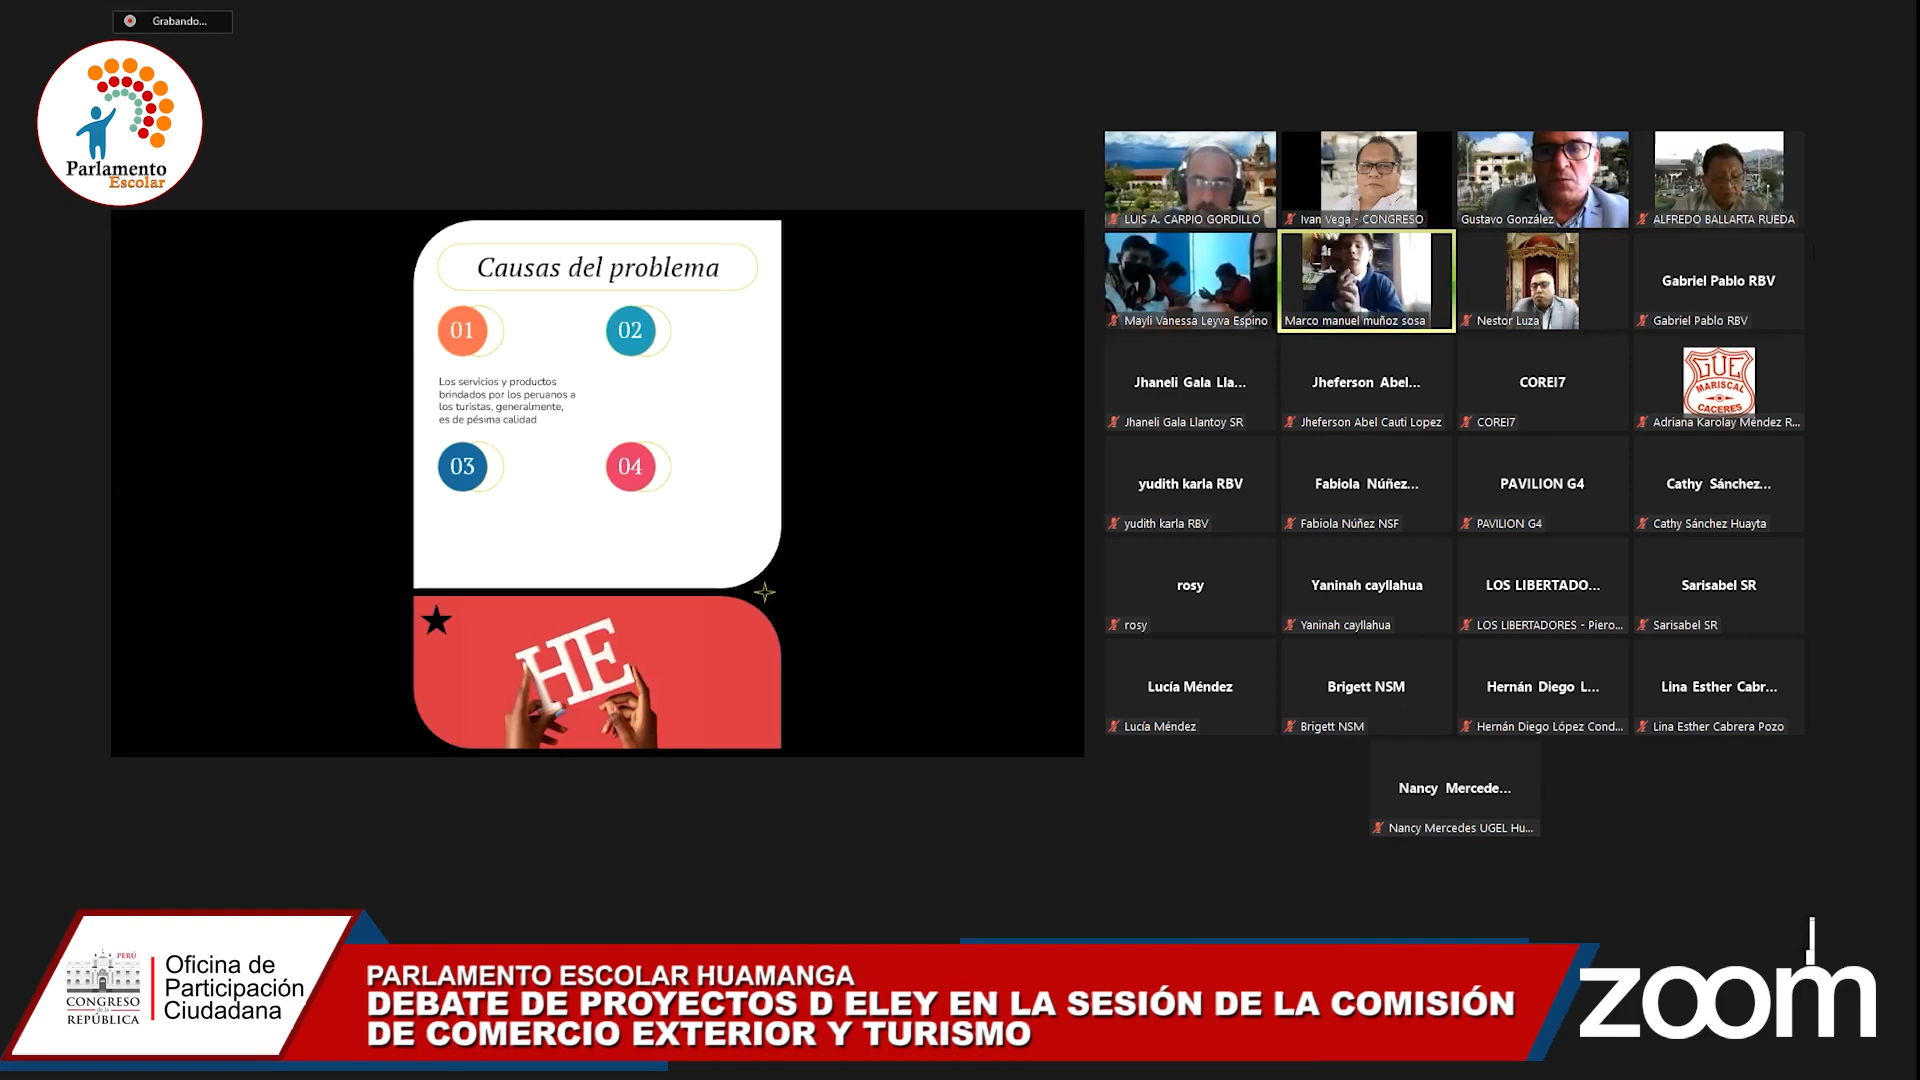 Grabando...
Parlamento
Escolar
Causas del problema
01
02
Los servicios y productos
brindados por los peruanos a
los turistas, generalmente,
es de pésima calidad
03
04
HE
LUIS A. CARPIO GORDILLO
Ivan Vega - CONGRESO
Gustavo González
ALFREDO BALLARTA RUEDA
Mayli Vanessa Leyva Espino
Marco manuel muñoz sosa
Nestor Luza
Gabriel Pablo RBV
Gabriel Pablo RBV
Jhaneli Gala Lla...
Jheferson Abel...
COREI7
GUE
MARISCAL
CACERES
Jhaneli Gala Llantoy SR
Jheferson Abel Cauti Lopez
COREI7
Adriana Karolay Méndez R...
yudith karla RBV
Fabiola Núñez...
PAVILION G4
Cathy Sánchez...
yudith karla RBV
Fabiola Núñez NSF
PAVILION G4
Cathy Sánchez Huayta
rosy
Yaninah cayllahua
LOS LIBERTADO...
Sarisabel SR
rosy
Yaninah cayllahua
LOS LIBERTADORES - Piero...
Sarisabel SR
Lucía Méndez
Brigett NSM
Hernán Diego L...
Lina Esther Cabr...
Lucía Méndez
Brigett NSM
Hernán Diego López Cond...
Lina Esther Cabrera Pozo
Nancy Mercede...
Nancy Mercedes UGEL Hu...
PERÚ
CONGRESO
de la
REPÚBLICA
Oficina de
Participación
Ciudadana
PARLAMENTO ESCOLAR HUAMANGA
DEBATE DE PROYECTOS D ELEY EN LA SESIÓN DE LA COMISIÓN
DE COMERCIO EXTERIOR Y TURISMO
zoom